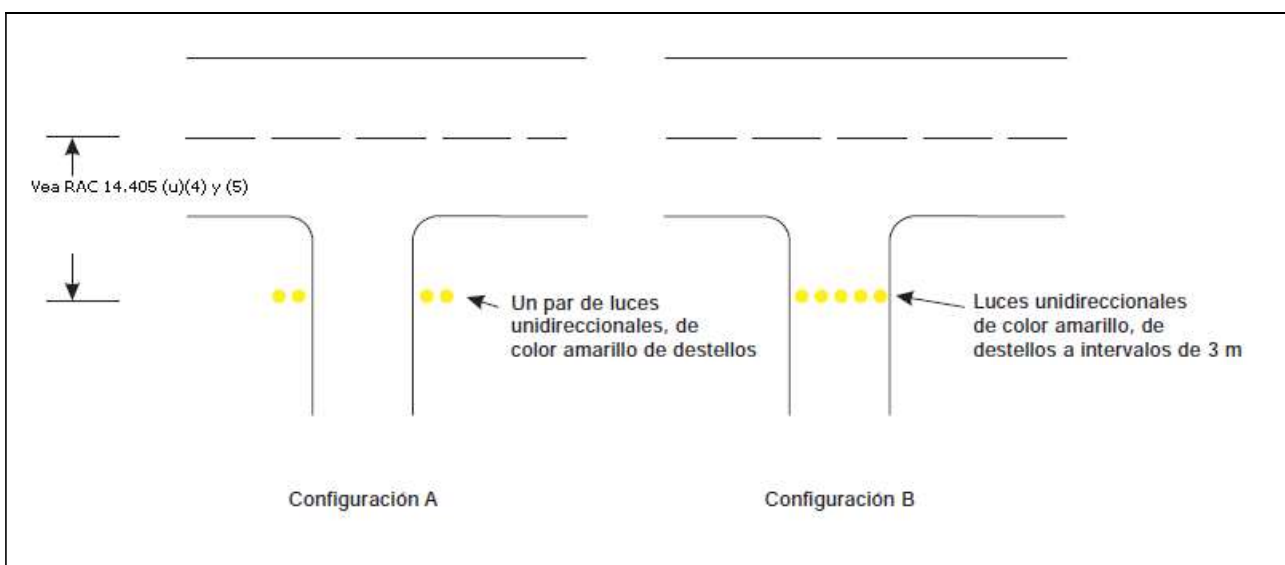 Vea RAC 14.405 (u)(4) y (5)
Un par de luces
unidireccionales, de
color amarillo de destellos
Luces unidireccionales
de color amarillo, de
destellos a intervalos de 3 m
Configuración A
Configuración B